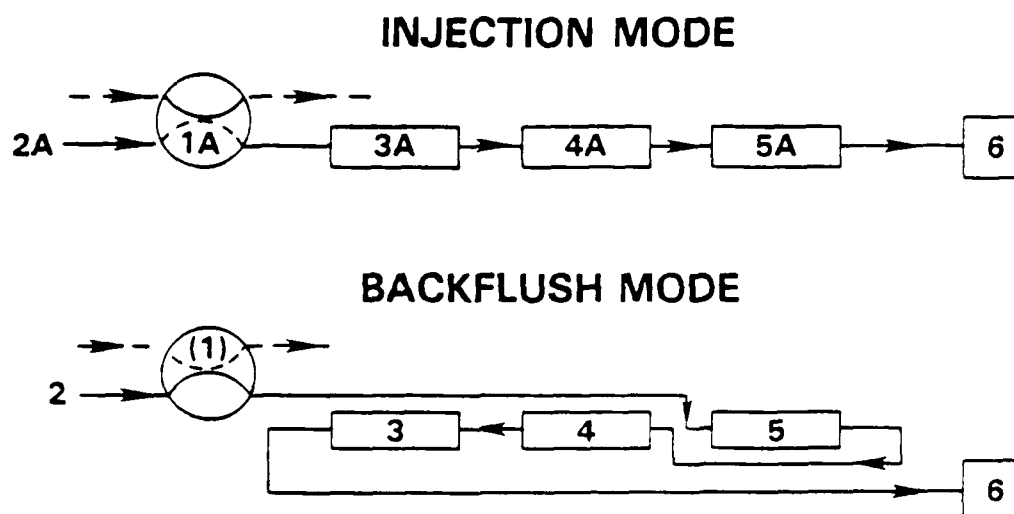 INJECTION MODE
2A 1A 3A 4A 5A 6
BACKFLUSH MODE
(1)
2
3 4 5
6